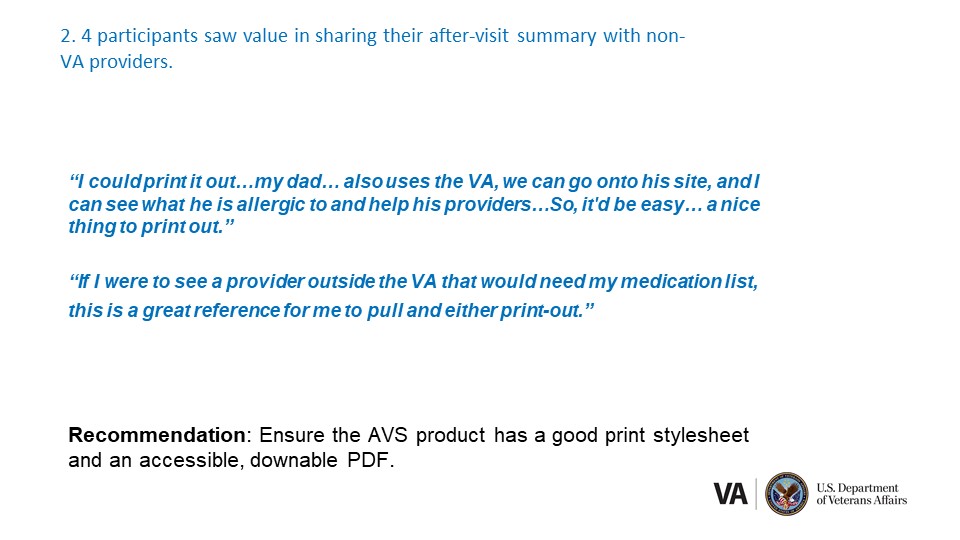 2. 4 participants saw value in sharing their after-visit summary with non-
VA providers.
“I could print it out…my dad… also uses the VA, we can go onto his site, and I
can see what he is allergic to and help his providers…So, it'd be easy… a nice
thing to print out.”
“If I were to see a provider outside the VA that would need my medication list,
this is a great reference for me to pull and either print-out.”
Recommendation: Ensure the AVS product has a good print stylesheet
and an accessible, downable PDF.
VA
U.S. Department
of Veterans Affairs